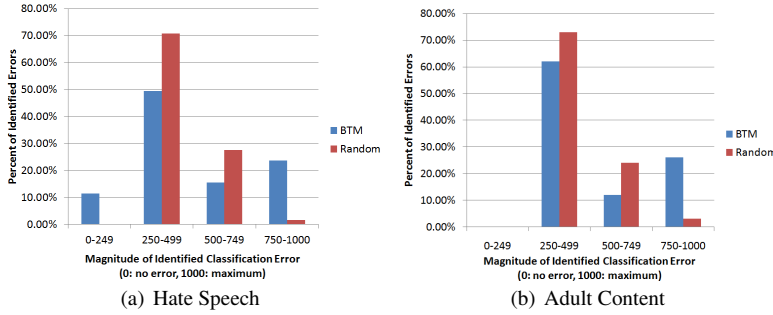 80.00%
70.00%
60.00%
50.00%
40.00%
30.00%
20.00%
10.00%
0.00%
Percent of Identified Errors
0-249 250-499 500-749 750-1000
Magnitude of Identified Classification Error
(0: no error, 1000: maximum)
BTM
Random
(a) Hate Speech
80.00%
70.00%
60.00%
50.00%
40.00%
30.00%
20.00%
10.00%
0.00%
Percent of Identified Errors
0-249 250-499 500-749 750-1000
Magnitude of Identified Classification Error
(0: no error, 1000: maximum)
BTM
Random
(b) Adult Content